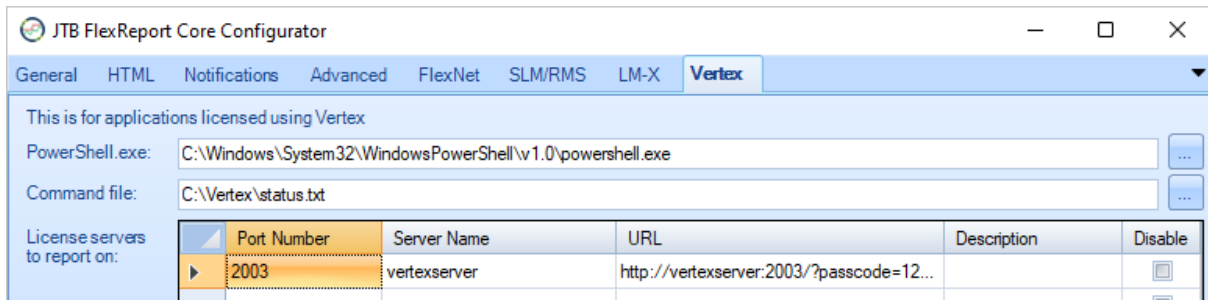 JTB FlexReport Core Configurator
General HTML Notifications Advanced FlexNet SLM/RMS LM-X Vertex
This is for applications licensed using Vertex
PowerShell.exe: C:\Windows\System32\WindowsPowerShell\v1.0\powershell.exe ...
Command file: C:\Vertex\status.txt ...
License servers
to report on:
Port Number Server Name URL Description Disable
2003 vertexserver http://vertexserver:2003/?passcode=12...